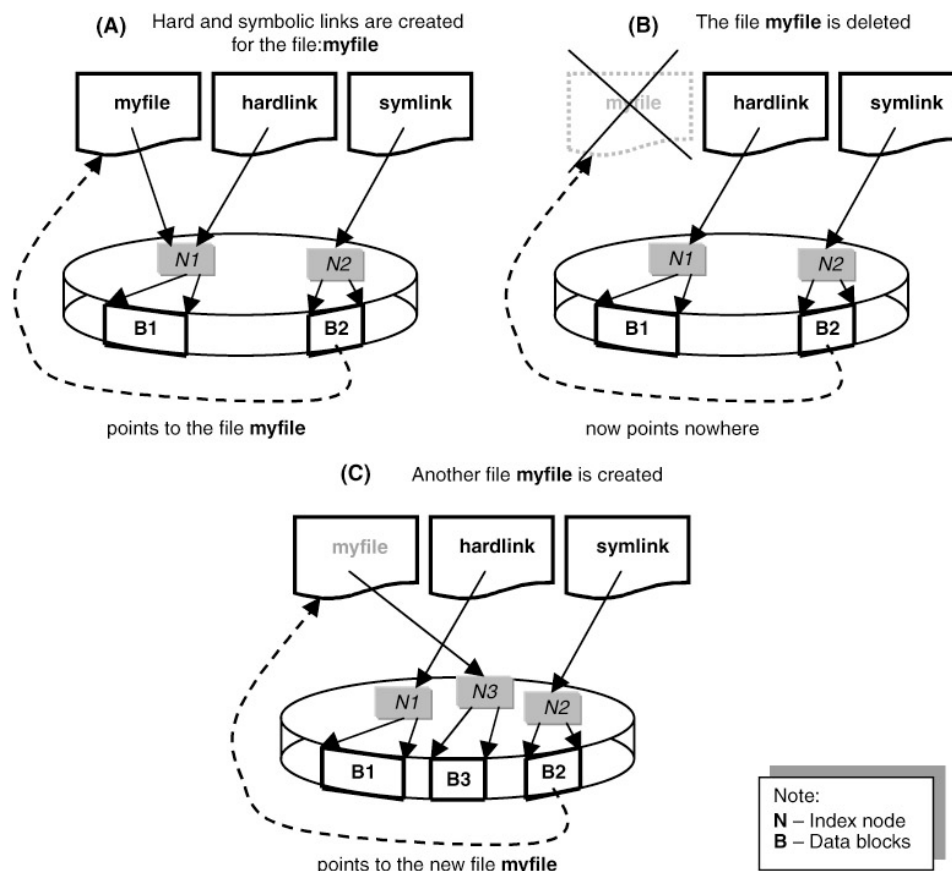 (A) Hard and symbolic links are created
for the file:myfile
myfile hardlink symlink
N1 N2
B1 B2
points to the file myfile
(B) The file myfile is deleted
myfile hardlink symlink
N1 N2
B1 B2
now points nowhere
(C) Another file myfile is created
myfile hardlink symlink
N1 N3 N2
B1 B3 B2
points to the new file myfile
Note:
N – Index node
B – Data blocks